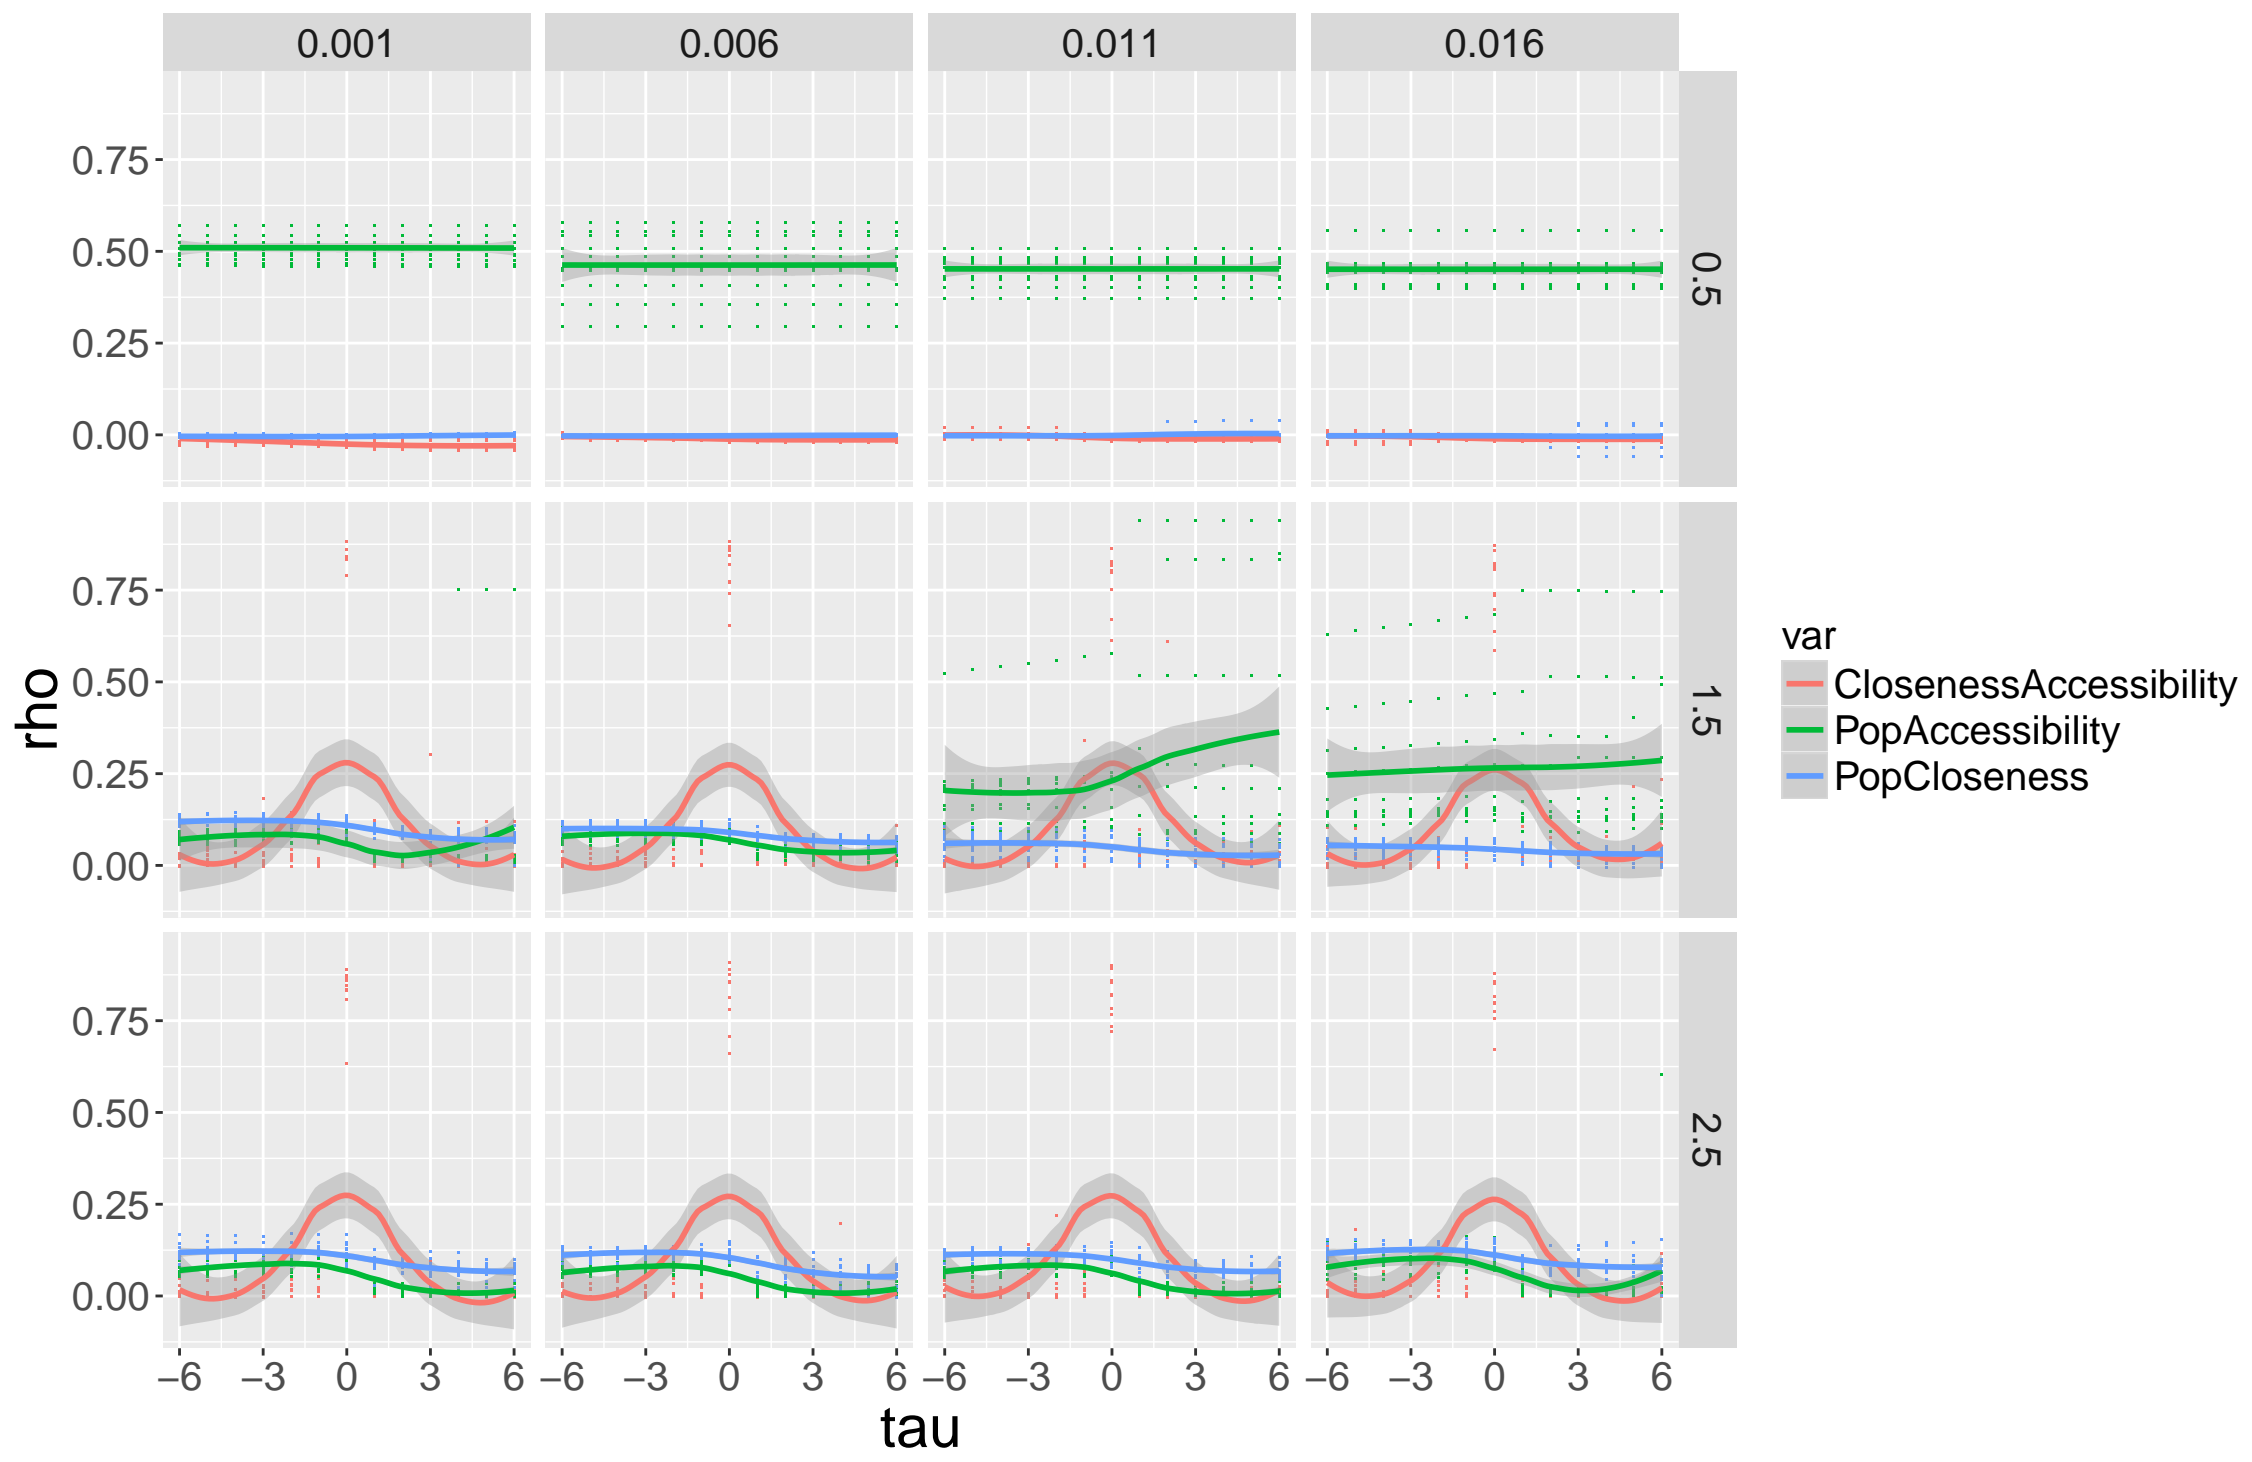 0.001 0.006 0.011 0.016
0.75
0.50
0.25
0.00
0.5
0.75
0.50
0.25
0.00
1.5
0.75
0.50
0.25
0.00
2.5
rho
−6 −3 0 3 6 −6 −3 0 3 6 −6 −3 0 3 6 −6 −3 0 3 6
tau
var
ClosenessAccessibility
PopAccessibility
PopCloseness